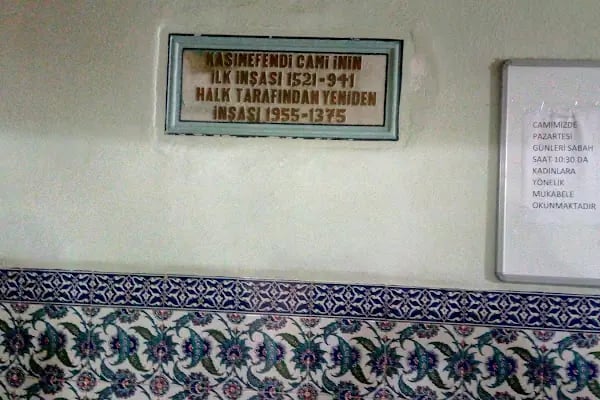 KASIMEFENDİ CAMİ İNİN
İLK İNŞASI 1521-941
HALK TARAFINDAN YENİDEN
İNŞASI 1955-1375
CAMİMİZDE
PAZARTESİ
GÜNLERİ SABAH
SAAT 10:30 DA
KADINLARA
YÖNELİK
MUKABELE
OKUNMAKTADIR